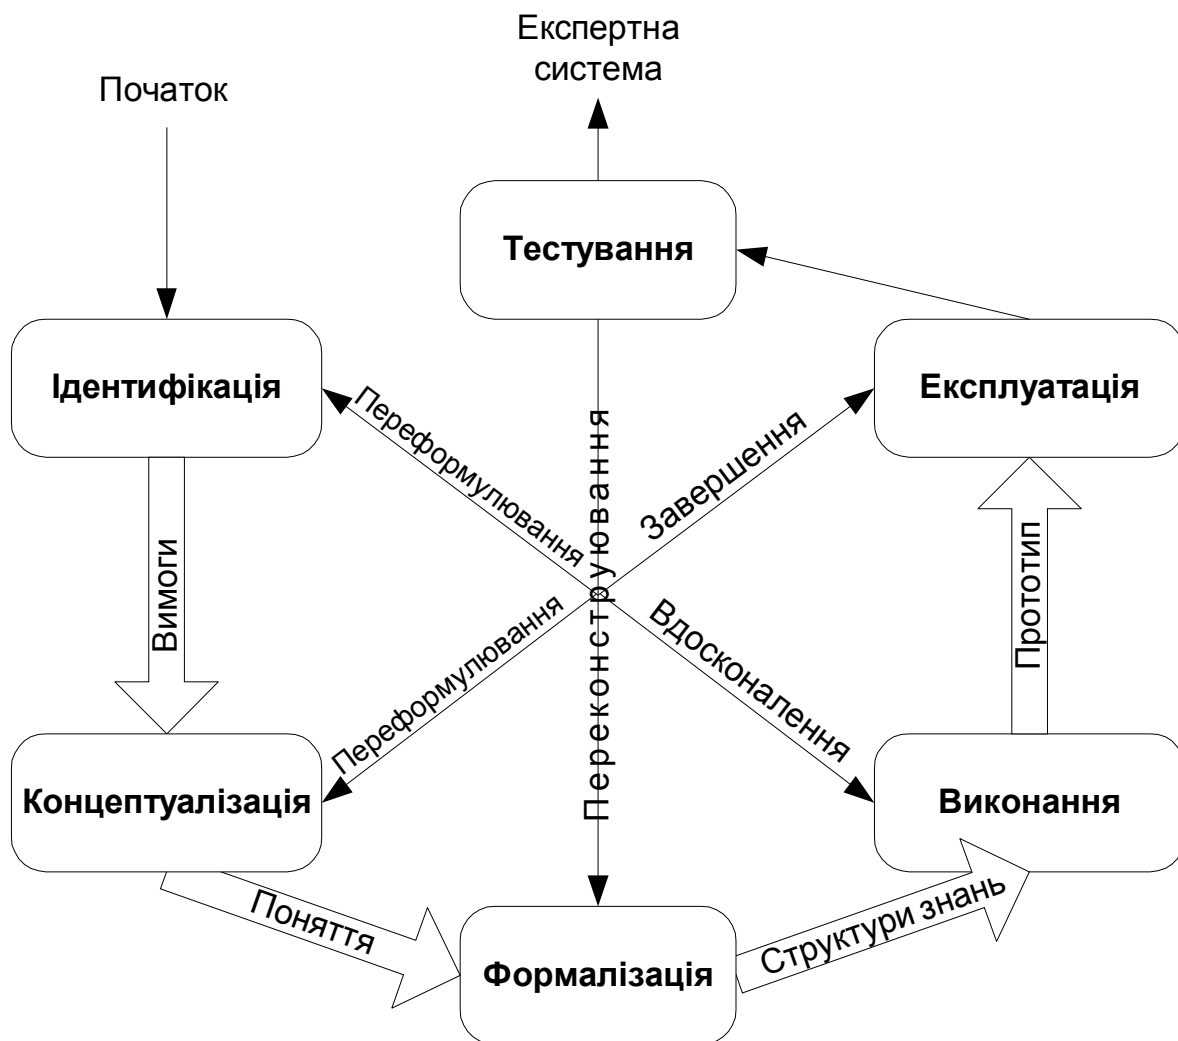 Експертна
система
Початок
Тестування
Ідентифікація
Експлуатація
Переформулювання
Переконструювання
Завершення
Вимоги
Прототип
Переформулювання
Вдосконалення
Концептуалізація
Виконання
Поняття
Структури знань
Формалізація